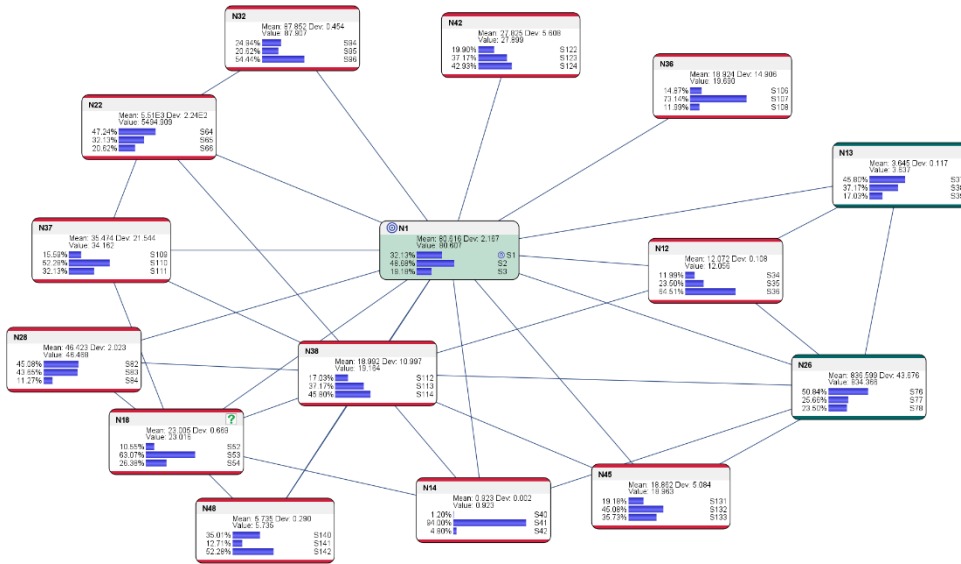 N32
Mean: 87.852 Dev: 0.454
Value: 87.907
24.94% S94
20.62% S95
54.44% S96
N42
Mean: 27.825 Dev: 5.608
Value: 27.899
19.90% S122
37.17% S123
42.93% S124
N36
Mean: 18.924 Dev: 14.906
Value: 19.690
14.87% S106
73.14% S107
11.99% S108
N22
Mean: 5.51E3 Dev: 2.24E2
Value: 5494.909
47.24% S64
32.13% S65
20.62% S66
N13
Mean: 3.645 Dev: 0.117
Value: 3.637
45.80% S37
37.17% S38
17.03% S39
N37
Mean: 35.474 Dev: 21.544
Value: 34.162
15.59% S109
52.28% S110
32.13% S111
N1
Mean: 80.616 Dev: 2.167
Value: 80.607
32.13% S1
48.68% S2
19.18% S3
N12
Mean: 12.072 Dev: 0.108
Value: 12.056
11.99% S34
23.50% S35
64.51% S36
N28
Mean: 46.423 Dev: 2.023
Value: 46.468
45.08% S82
43.65% S83
11.27% S84
N38
Mean: 18.992 Dev: 10.997
Value: 19.164
17.03% S112
37.17% S113
45.80% S114
N26
Mean: 836.599 Dev: 43.676
Value: 834.366
50.84% S76
25.66% S77
23.50% S78
N18 ?
Mean: 23.005 Dev: 0.669
Value: 23.016
10.55% S52
63.07% S53
26.38% S54
N48
Mean: 5.735 Dev: 0.290
Value: 5.736
35.01% S140
12.71% S141
52.28% S142
N14
Mean: 0.923 Dev: 0.002
Value: 0.923
1.20% S40
94.00% S41
4.80% S42
N45
Mean: 18.862 Dev: 5.084
Value: 18.963
19.18% S131
45.08% S132
35.73% S133